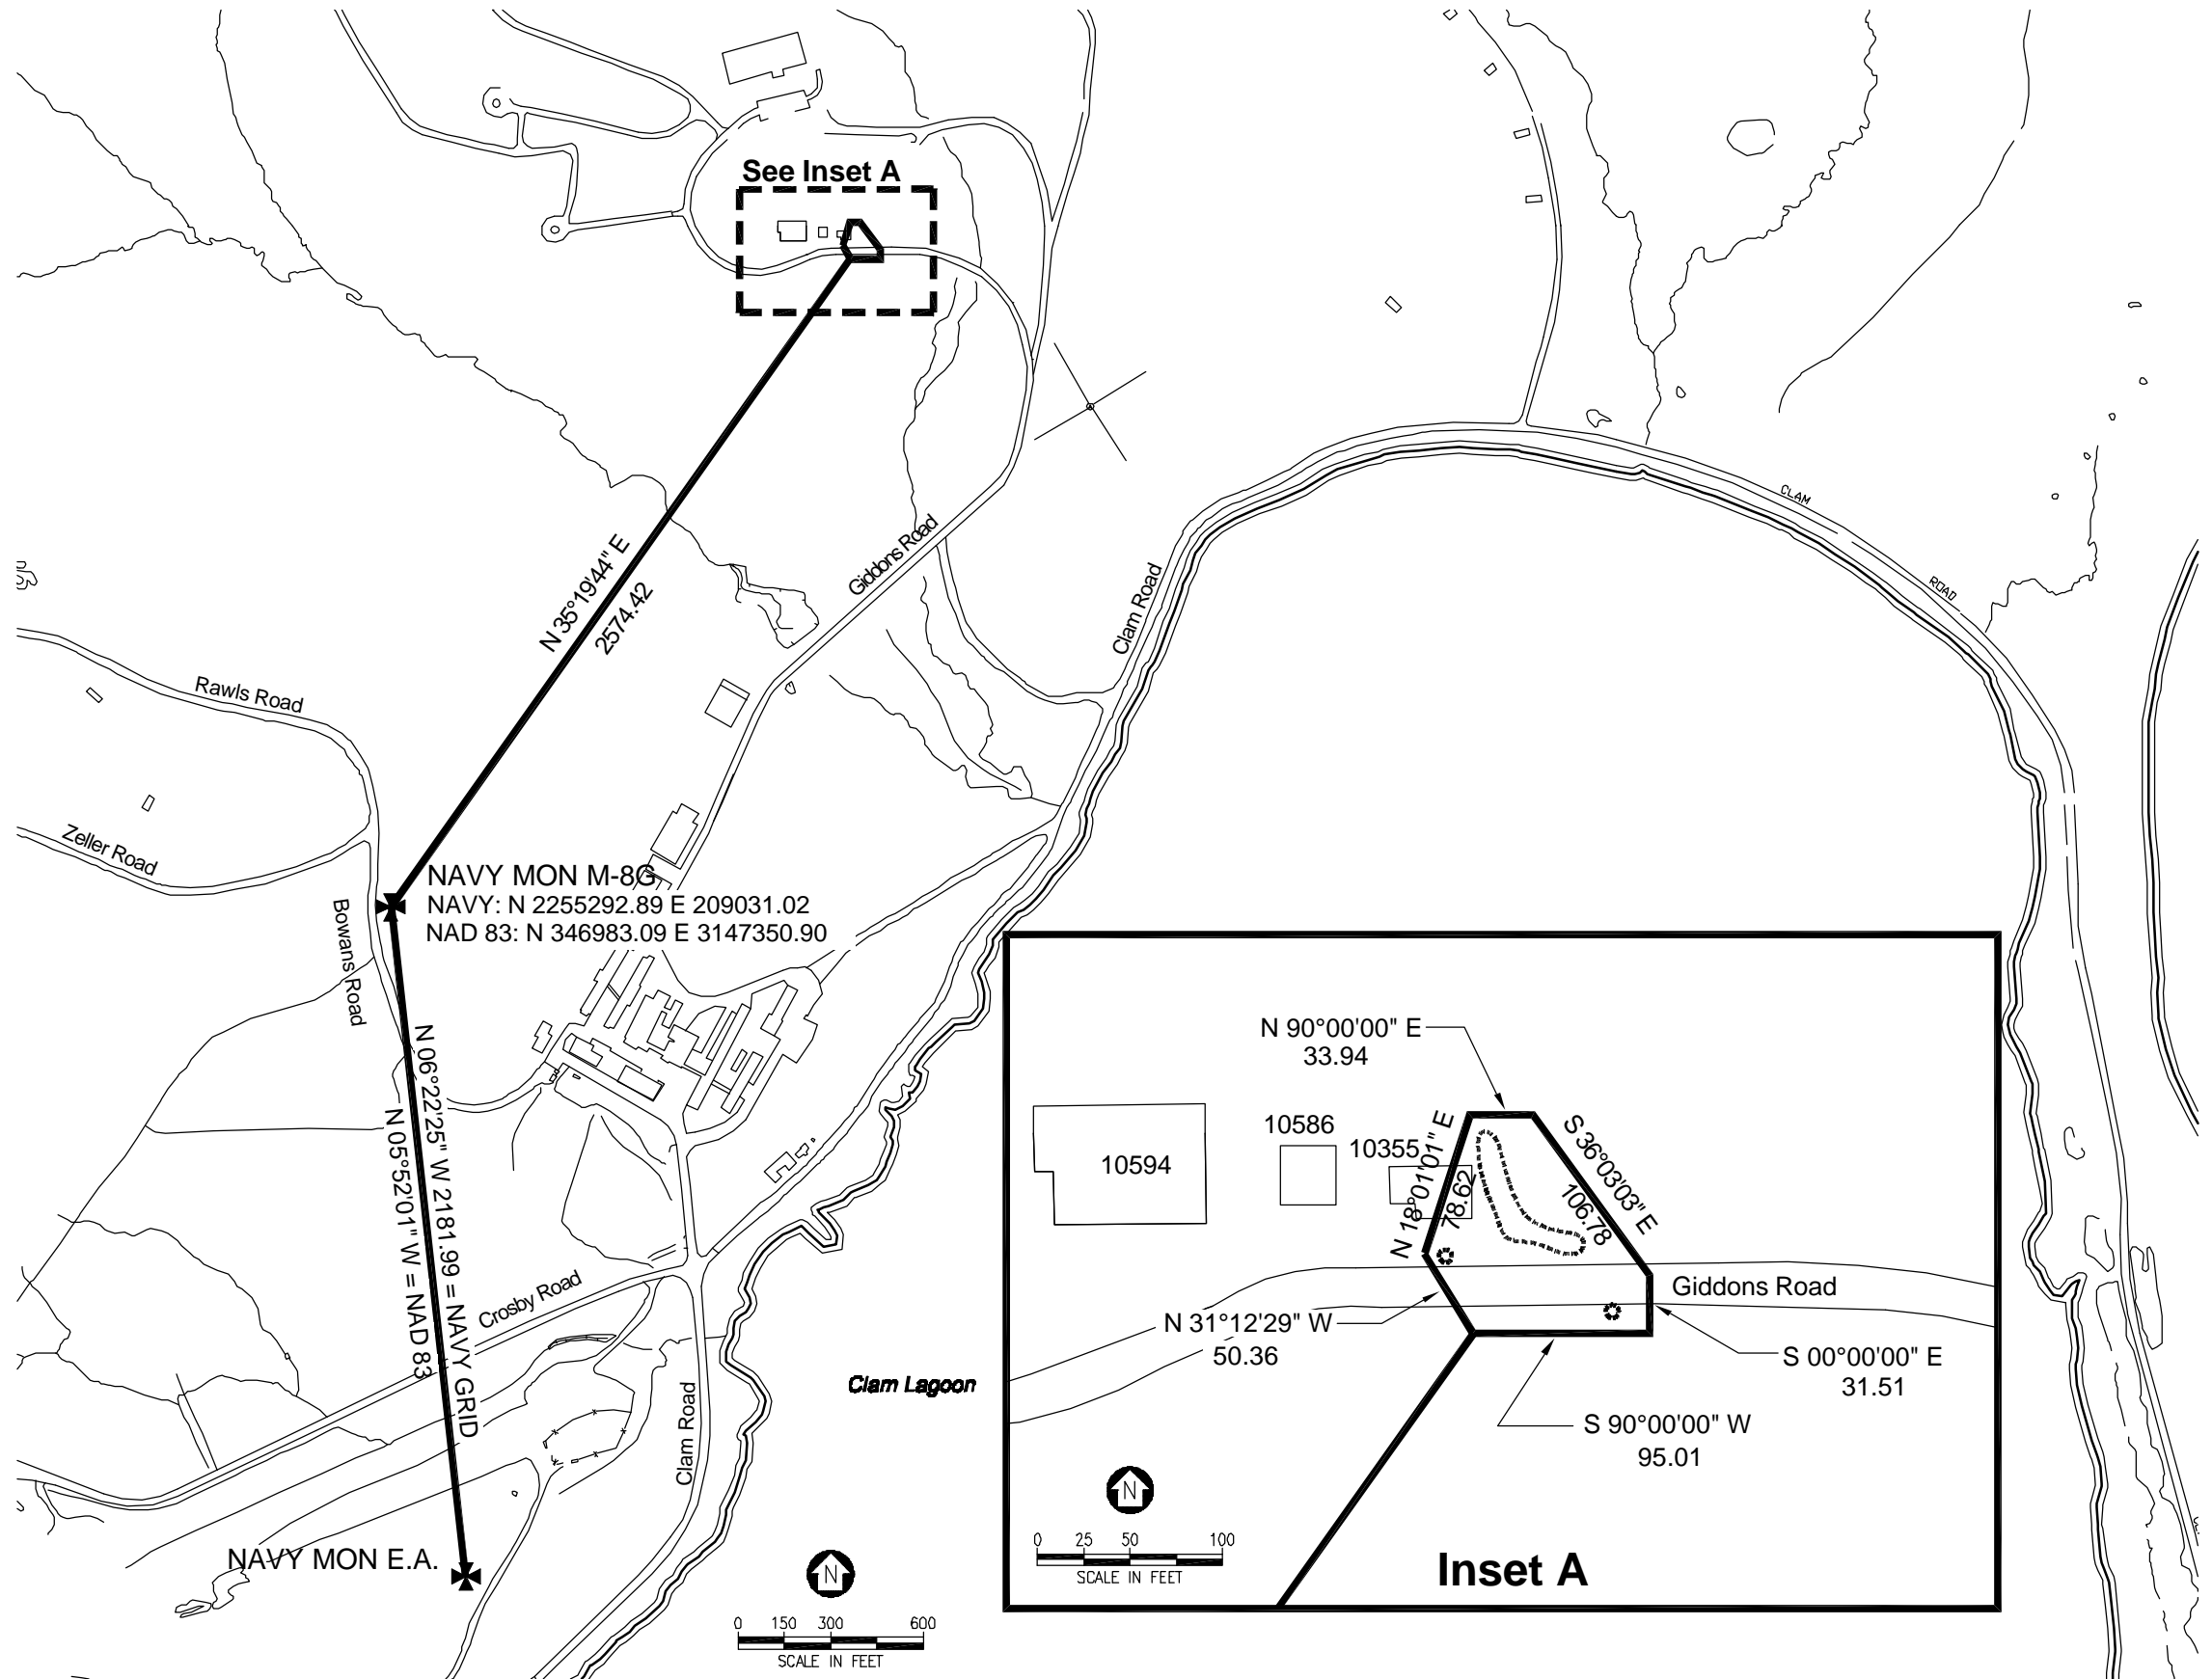 See Inset A
N 35°19'44" E
2574.42
Giddons Road
Clam Road
CLAM
ROAD
Rawls Road
Zeller Road
Bowans Road
NAVY MON M-8G
NAVY: N 2255292.89 E 209031.02
NAD 83: N 346983.09 E 3147350.90
N 06°22'25" W 2181.99 = NAVY GRID
N 05°52'01" W = NAD 83
Crosby Road
Clam Road
Clam Lagoon
NAVY MON E.A.
N
0 150 300 600
SCALE IN FEET
N 90°00'00" E
33.94
10594
10586
10355
N 18°01'01" E
78.62
S 36°03'03" E
106.78
Giddons Road
N 31°12'29" W
50.36
S 00°00'00" E
31.51
S 90°00'00" W
95.01
N
0 25 50 100
SCALE IN FEET
Inset A